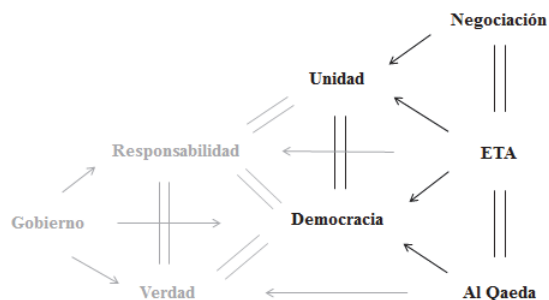 Negociación
Unidad
Responsabilidad
ETA
Gobierno
Democracia
Verdad
Al Qaeda